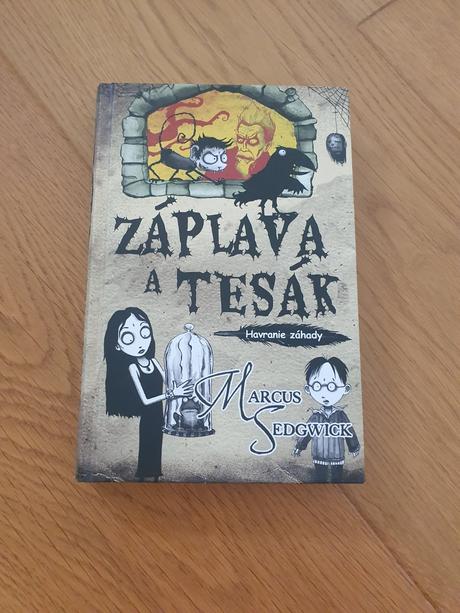 ZÁPLAVA
A TESÁK
Havranie záhady
MARCUS
SEDGWICK